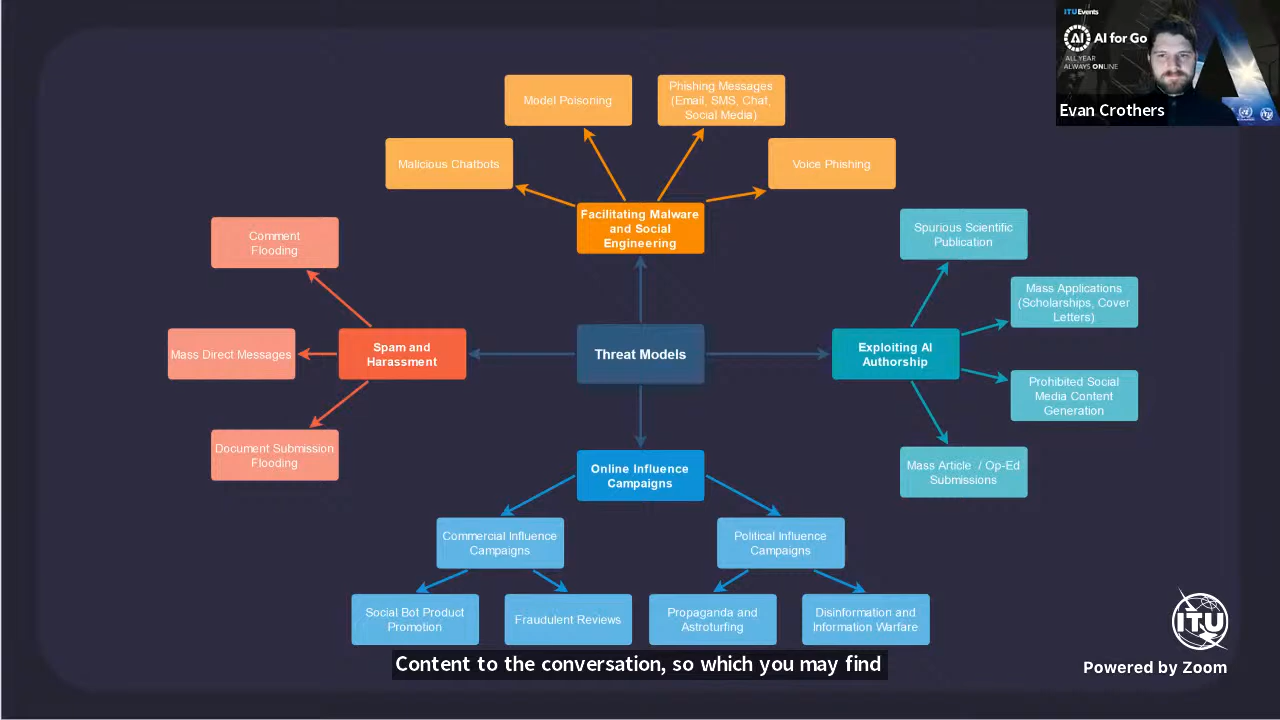 ITUEvents
AI
AI for Go
ALL YEAR
ALWAYS ONLINE
Evan Crothers
Model Poisoning
Phishing Messages
(Email, SMS, Chat,
Social Media)
Malicious Chatbots
Voice Phishing
Facilitating Malware
and Social
Engineering
Comment
Flooding
Spurious Scientific
Publication
Mass Applications
(Scholarships, Cover
Letters)
Mass Direct Messages
Spam and
Harassment
Threat Models
Exploiting AI
Authorship
Prohibited Social
Media Content
Generation
Document Submission
Flooding
Online Influence
Campaigns
Mass Article / Op-Ed
Submissions
Commercial Influence
Campaigns
Political Influence
Campaigns
Social Bot Product
Promotion
Fraudulent Reviews
Propaganda and
Astroturfing
Disinformation and
Information Warfare
ITU
Content to the conversation, so which you may find
Powered by Zoom